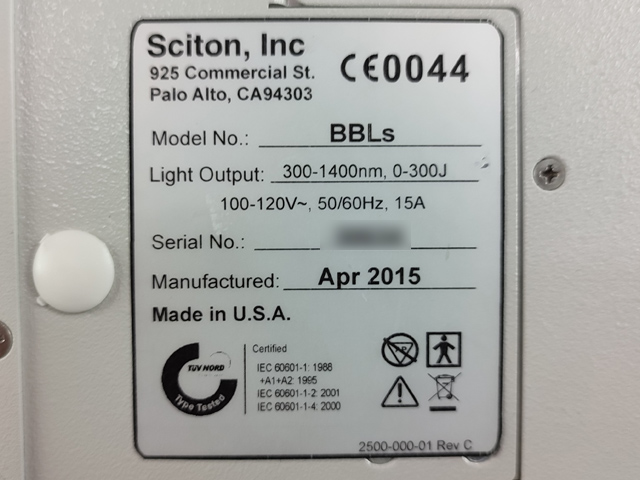 Sciton, Inc
925 Commercial St.
Palo Alto, CA94303
CE0044
Model No.: BBLs
Light Output: 300-1400nm, 0-300J
100-120V~, 50/60Hz, 15A
Serial No.:
Manufactured: Apr 2015
Made in U.S.A.
TÜV NORD
Type Tested
Certified
IEC 60601-1: 1988
+A1+A2: 1995
IEC 60601-1-2: 2001
IEC 60601-1-4: 2000
2500-000-01 Rev C